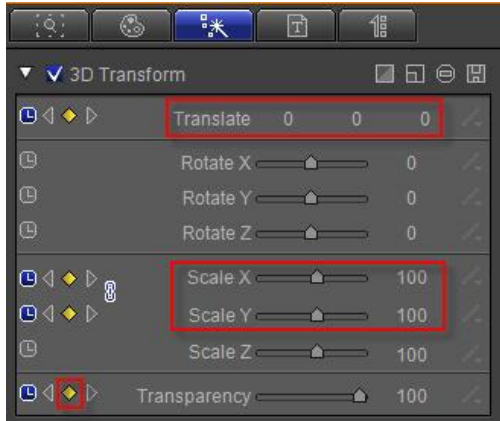 3D Transform
Translate 0 0 0
Rotate X 0
Rotate Y 0
Rotate Z 0
Scale X 100
Scale Y 100
Scale Z 100
Transparency 100